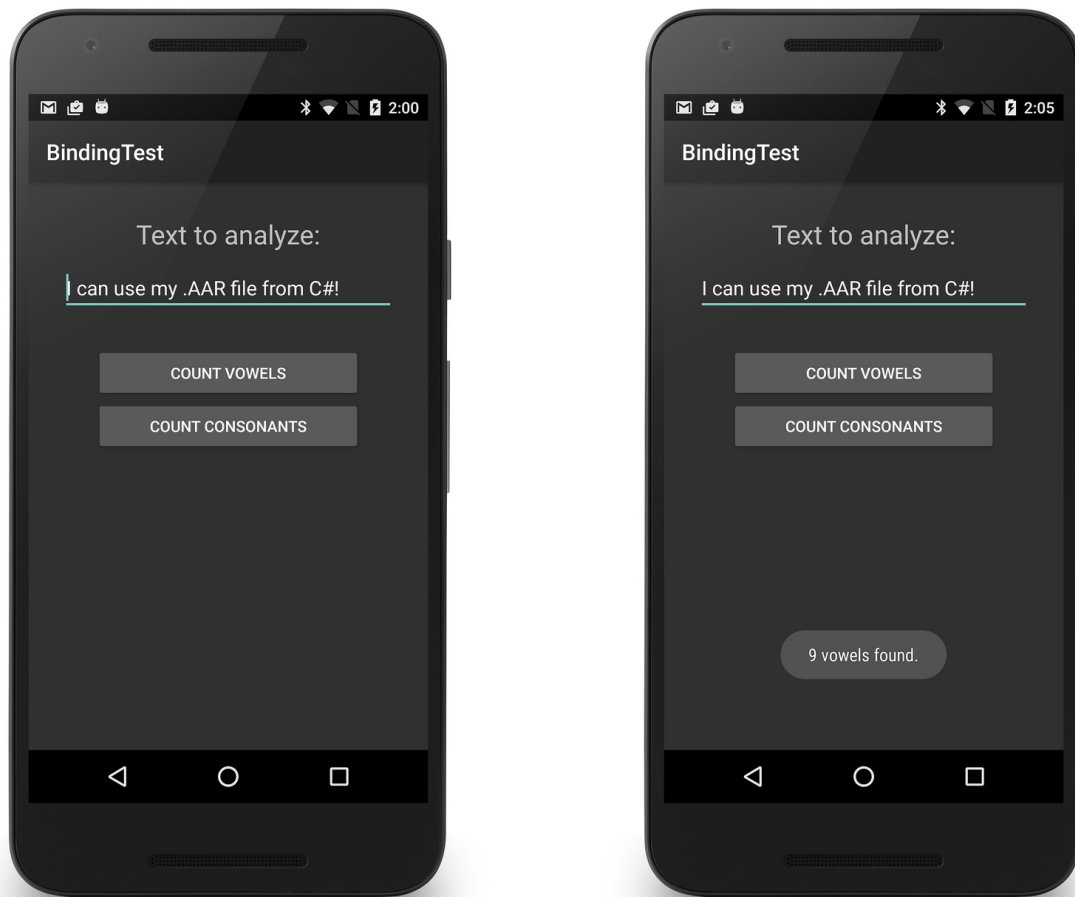 2:00
BindingTest
Text to analyze:
I can use my .AAR file from C#!
COUNT VOWELS
COUNT CONSONANTS
2:05
BindingTest
Text to analyze:
I can use my .AAR file from C#!
COUNT VOWELS
COUNT CONSONANTS
9 vowels found.